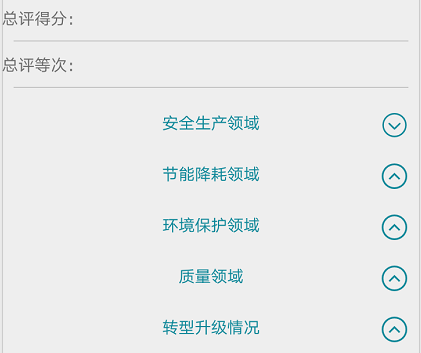 总评得分：
总评等次：
安全生产领域
节能降耗领域
环境保护领域
质量领域
转型升级情况